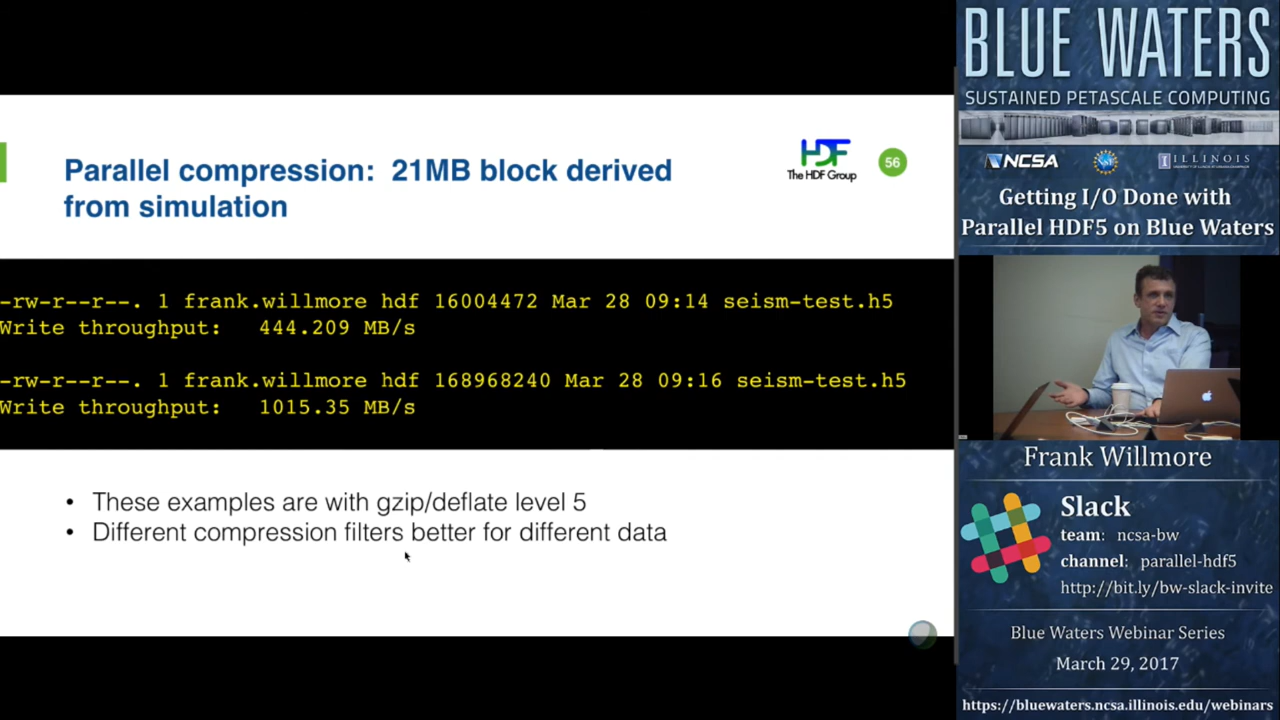 Parallel compression: 21MB block derived
from simulation
HDF
The HDF Group
56
-rw-r--r--. 1 frank.willmore hdf 16004472 Mar 28 09:14 seism-test.h5
Write throughput: 444.209 MB/s
-rw-r--r--. 1 frank.willmore hdf 168968240 Mar 28 09:16 seism-test.h5
Write throughput: 1015.35 MB/s
• These examples are with gzip/deflate level 5
• Different compression filters better for different data
BLUE WATERS
SUSTAINED PETASCALE COMPUTING
NCSA
ILLINOIS
Getting I/O Done with
Parallel HDF5 on Blue Waters
Frank Willmore
Slack
team: ncsa-bw
channel: parallel-hdf5
http://bit.ly/bw-slack-invite
Blue Waters Webinar Series
March 29, 2017
https://bluewaters.ncsa.illinois.edu/webinars